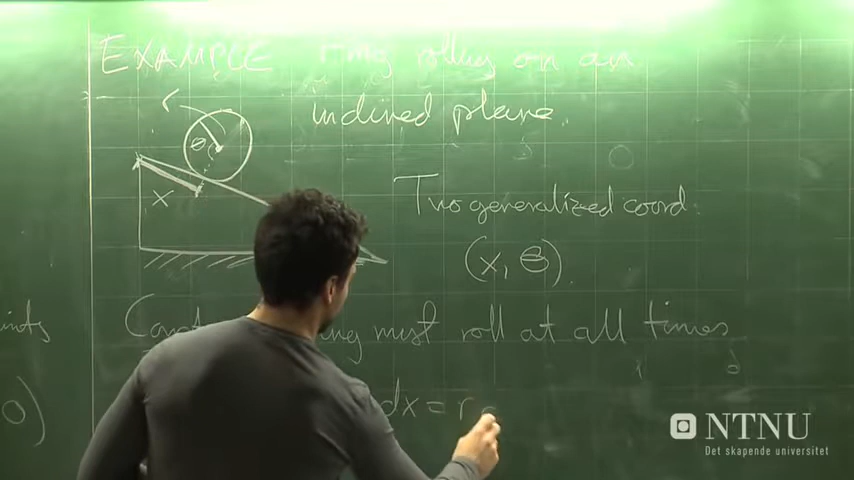 EXAMPLE ring rolling on an
inclined plane.
θ
x
Two generalized coord.
(x, θ)
must roll at all times
dx = r
NTNU
Det skapende universitet